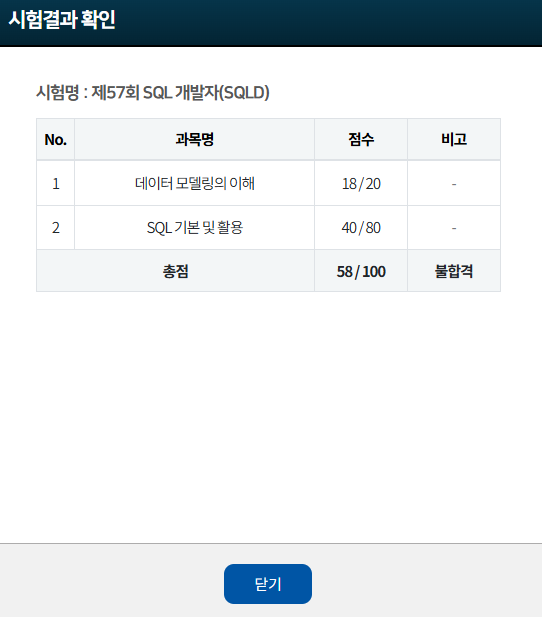 시험결과 확인
시험명 : 제57회 SQL 개발자(SQLD)
No. 과목명 점수 비고
1 데이터 모델링의 이해 18 / 20 -
2 SQL 기본 및 활용 40 / 80 -
총점 58 / 100 불합격
닫기